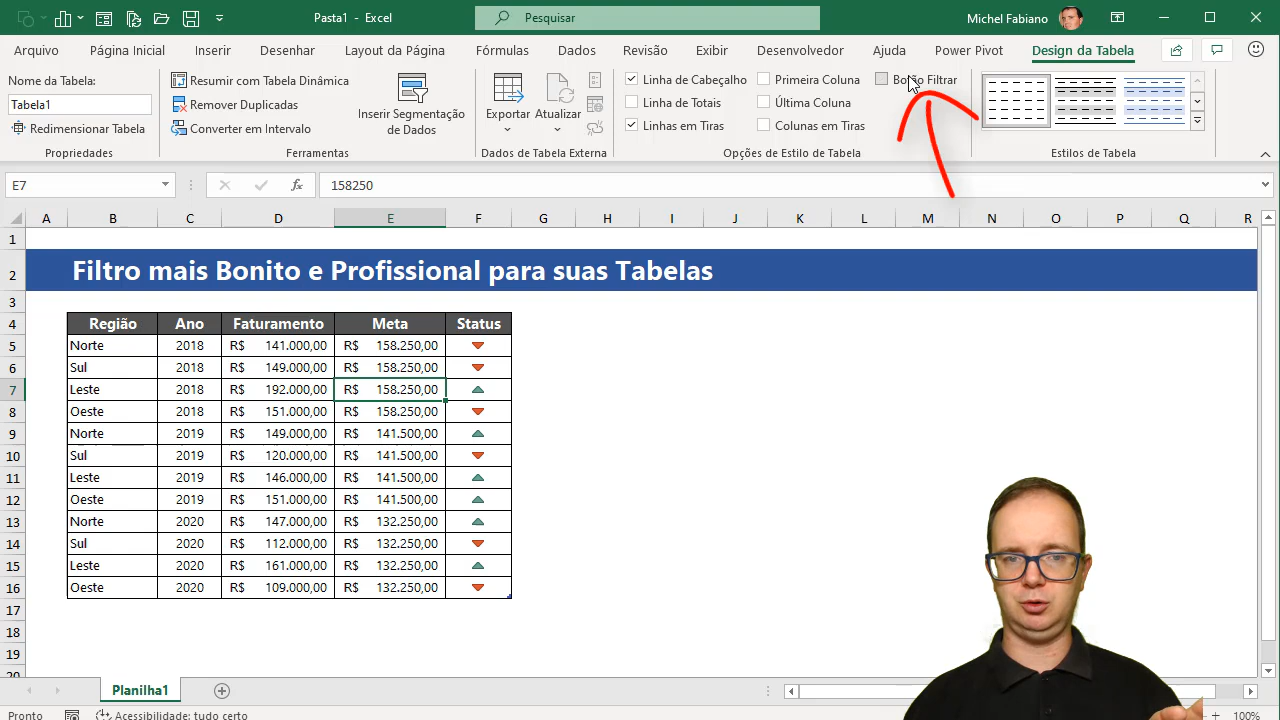 Pasta1 - Excel
Pesquisar
Michel Fabiano
Arquivo Página Inicial Inserir Desenhar Layout da Página Fórmulas Dados Revisão Exibir Desenvolvedor Ajuda Power Pivot Design da Tabela
Nome da Tabela:
Tabela1
Redimensionar Tabela
Propriedades
Resumir com Tabela Dinâmica
Remover Duplicadas
Converter em Intervalo
Inserir Segmentação
de Dados
Ferramentas
Exportar
Atualizar
Dados de Tabela Externa
Linha de Cabeçalho
Linha de Totais
Linhas em Tiras
Primeira Coluna
Última Coluna
Colunas em Tiras
Botão Filtrar
Opções de Estilo de Tabela
Estilos de Tabela
E7
fx
158250
A B C D E F G H I J K L M N O P Q R
1
2 Filtro mais Bonito e Profissional para suas Tabelas
3
4 Região Ano Faturamento Meta Status
5 Norte 2018 R$ 141.000,00 R$ 158.250,00
6 Sul 2018 R$ 149.000,00 R$ 158.250,00
7 Leste 2018 R$ 192.000,00 R$ 158.250,00
8 Oeste 2018 R$ 151.000,00 R$ 158.250,00
9 Norte 2019 R$ 149.000,00 R$ 141.500,00
10 Sul 2019 R$ 120.000,00 R$ 141.500,00
11 Leste 2019 R$ 146.000,00 R$ 141.500,00
12 Oeste 2019 R$ 151.000,00 R$ 141.500,00
13 Norte 2020 R$ 147.000,00 R$ 132.250,00
14 Sul 2020 R$ 112.000,00 R$ 132.250,00
15 Leste 2020 R$ 161.000,00 R$ 132.250,00
16 Oeste 2020 R$ 109.000,00 R$ 132.250,00
17
18
19
20
Planilha1
Pronto
Acessibilidade: tudo certo
100%